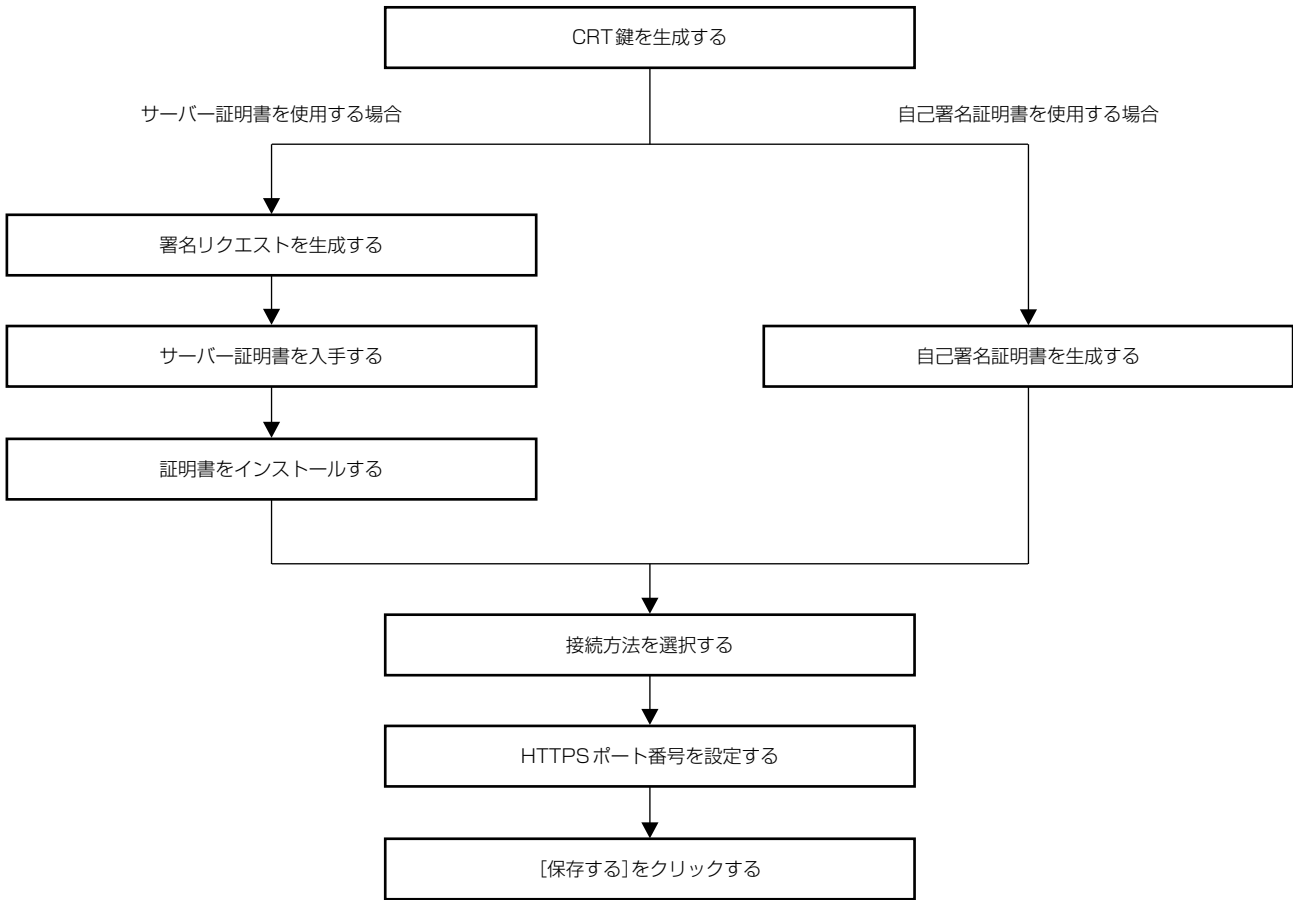 CRT鍵を生成する
サーバー証明書を使用する場合
自己署名証明書を使用する場合
署名リクエストを生成する
サーバー証明書を入手する
自己署名証明書を生成する
証明書をインストールする
接続方法を選択する
HTTPSポート番号を設定する
[保存する]をクリックする